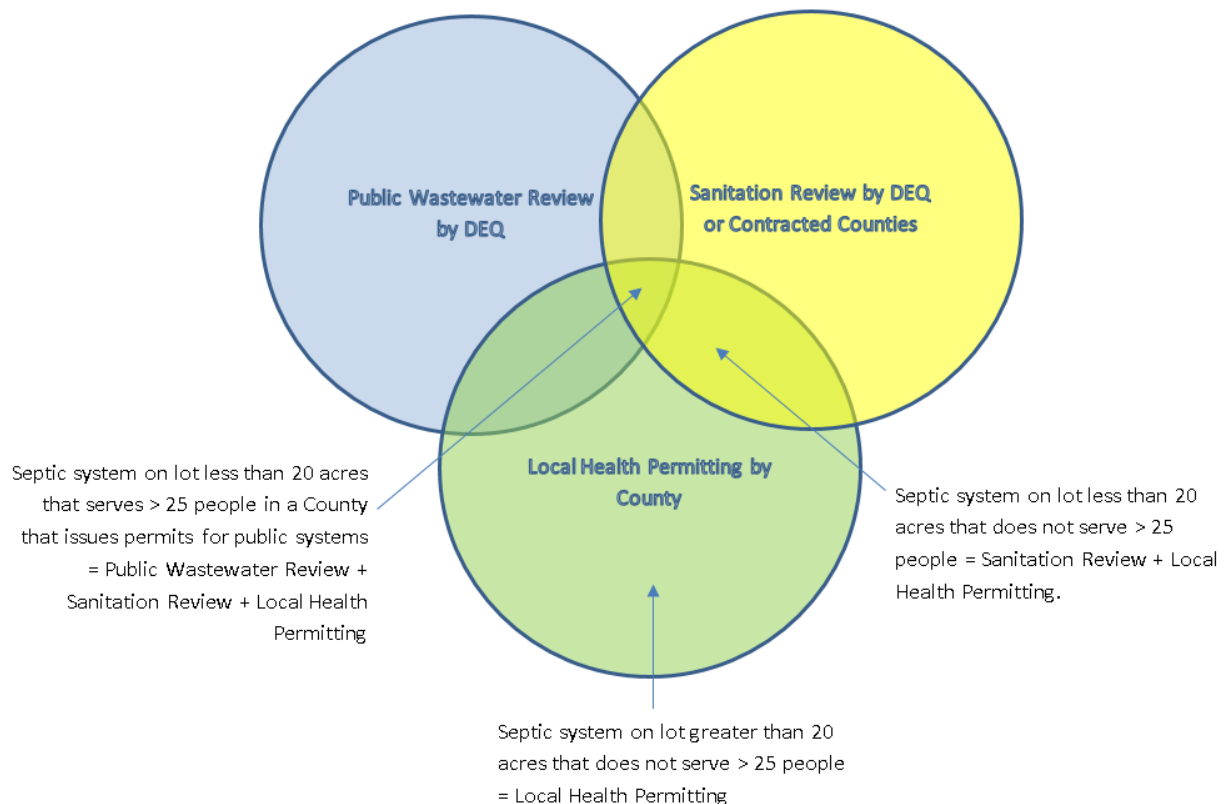 Public Wastewater Review
by DEQ
Sanitation Review by DEQ
or Contracted Counties
Local Health Permitting by
County
Septic system on lot less than 20 acres
that serves > 25 people in a County
that issues permits for public systems
= Public Wastewater Review +
Sanitation Review + Local Health
Permitting
Septic system on lot less than 20
acres that does not serve > 25
people = Sanitation Review + Local
Health Permitting.
Septic system on lot greater than 20
acres that does not serve > 25 people
= Local Health Permitting